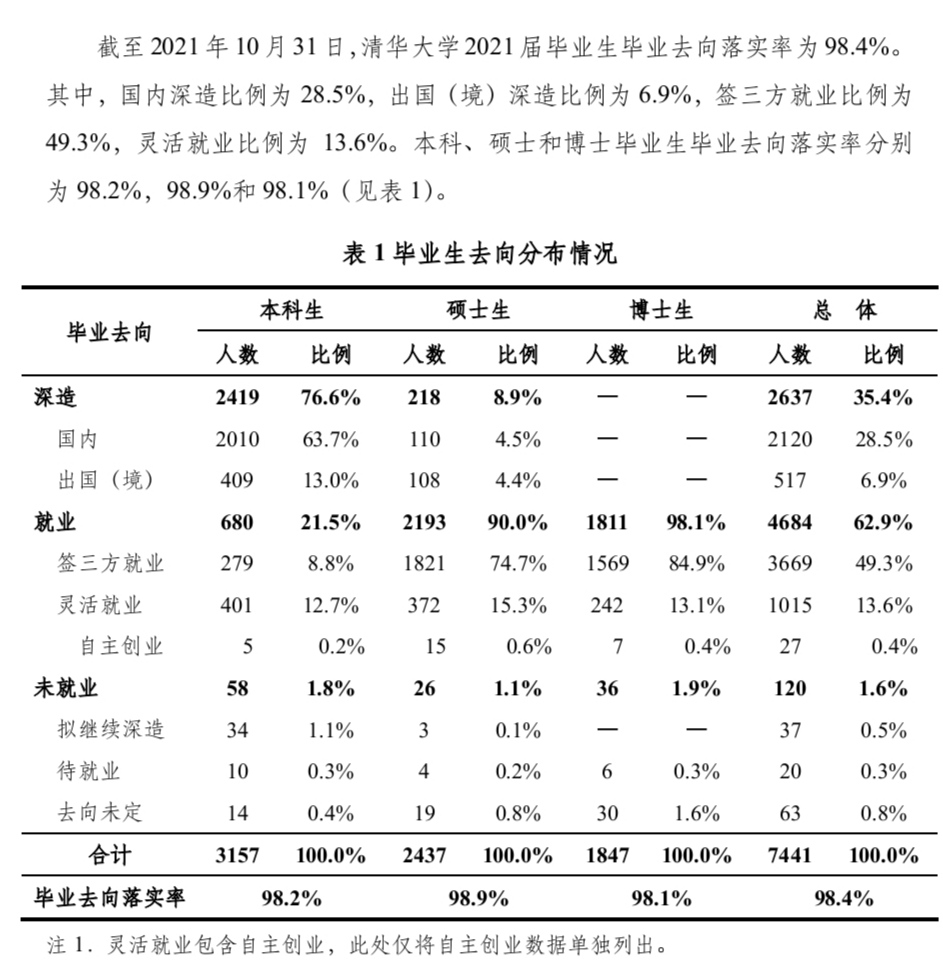 截至 2021 年 10 月 31 日,清华大学 2021 届毕业生毕业去向落实率为 98.4%。
其中，国内深造比例为 28.5%，出国（境）深造比例为 6.9%，签三方就业比例为
49.3%，灵活就业比例为 13.6%。本科、硕士和博士毕业生毕业去向落实率分别
为 98.2%，98.9%和 98.1%（见表 1）。
表 1 毕业生去向分布情况
毕业去向 本科生 硕士生 博士生 总 体
人数 比例 人数 比例 人数 比例 人数 比例
深造 2419 76.6% 218 8.9% — — 2637 35.4%
国内 2010 63.7% 110 4.5% — — 2120 28.5%
出国（境） 409 13.0% 108 4.4% — — 517 6.9%
就业 680 21.5% 2193 90.0% 1811 98.1% 4684 62.9%
签三方就业 279 8.8% 1821 74.7% 1569 84.9% 3669 49.3%
灵活就业 401 12.7% 372 15.3% 242 13.1% 1015 13.6%
自主创业 5 0.2% 15 0.6% 7 0.4% 27 0.4%
未就业 58 1.8% 26 1.1% 36 1.9% 120 1.6%
拟继续深造 34 1.1% 3 0.1% — — 37 0.5%
待就业 10 0.3% 4 0.2% 6 0.3% 20 0.3%
去向未定 14 0.4% 19 0.8% 30 1.6% 63 0.8%
合计 3157 100.0% 2437 100.0% 1847 100.0% 7441 100.0%
毕业去向落实率 98.2% 98.9% 98.1% 98.4%
注 1．灵活就业包含自主创业，此处仅将自主创业数据单独列出。